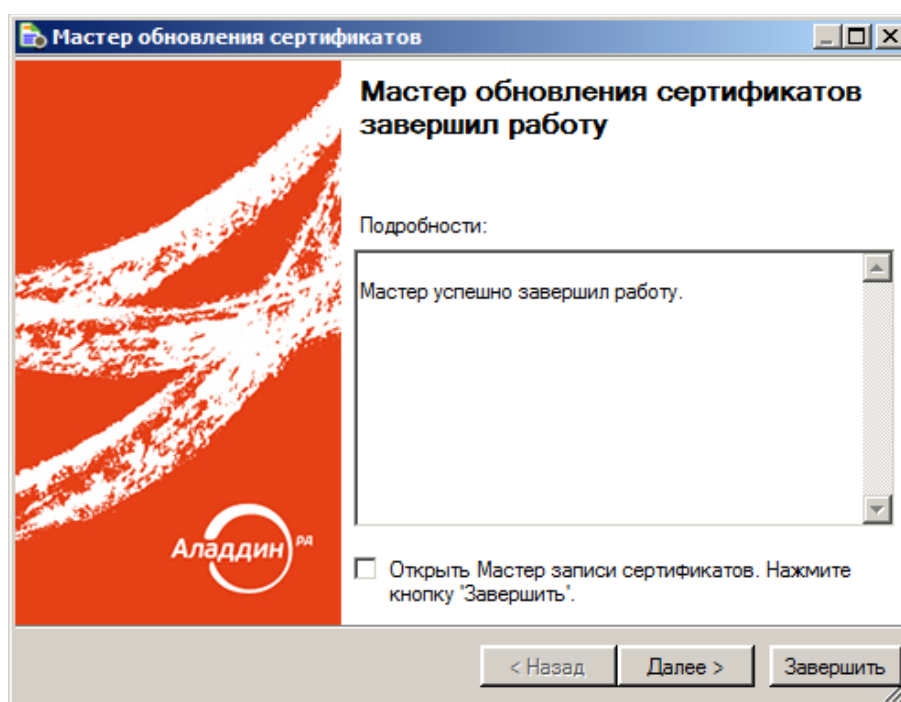 Мастер обновления сертификатов
Мастер обновления сертификатов
завершил работу
Подробности:
Мастер успешно завершил работу.
Аладдин РД
Открыть Мастер записи сертификатов. Нажмите
кнопку 'Завершить'.
< Назад
Далее >
Завершить